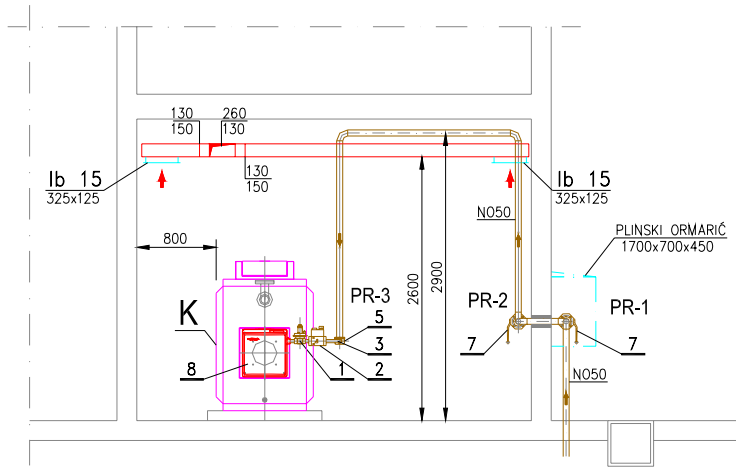 130
150
260
130
130
150
Ib 15
325x125
Ib 15
325x125
NO50
PLINSKI ORMARIĆ
1700x700x450
800
2600
2900
PR-3
PR-2
PR-1
K
5
3
7
7
8
1
2
NO50